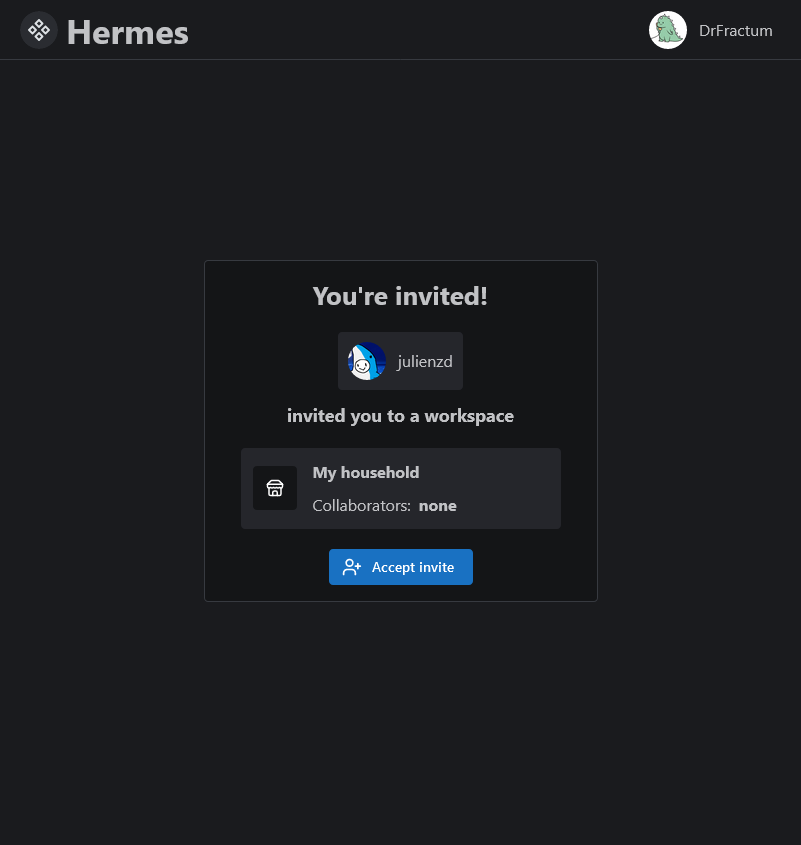 Hermes
DrFractum
You're invited!
julienzd
invited you to a workspace
My household
Collaborators: none
Accept invite